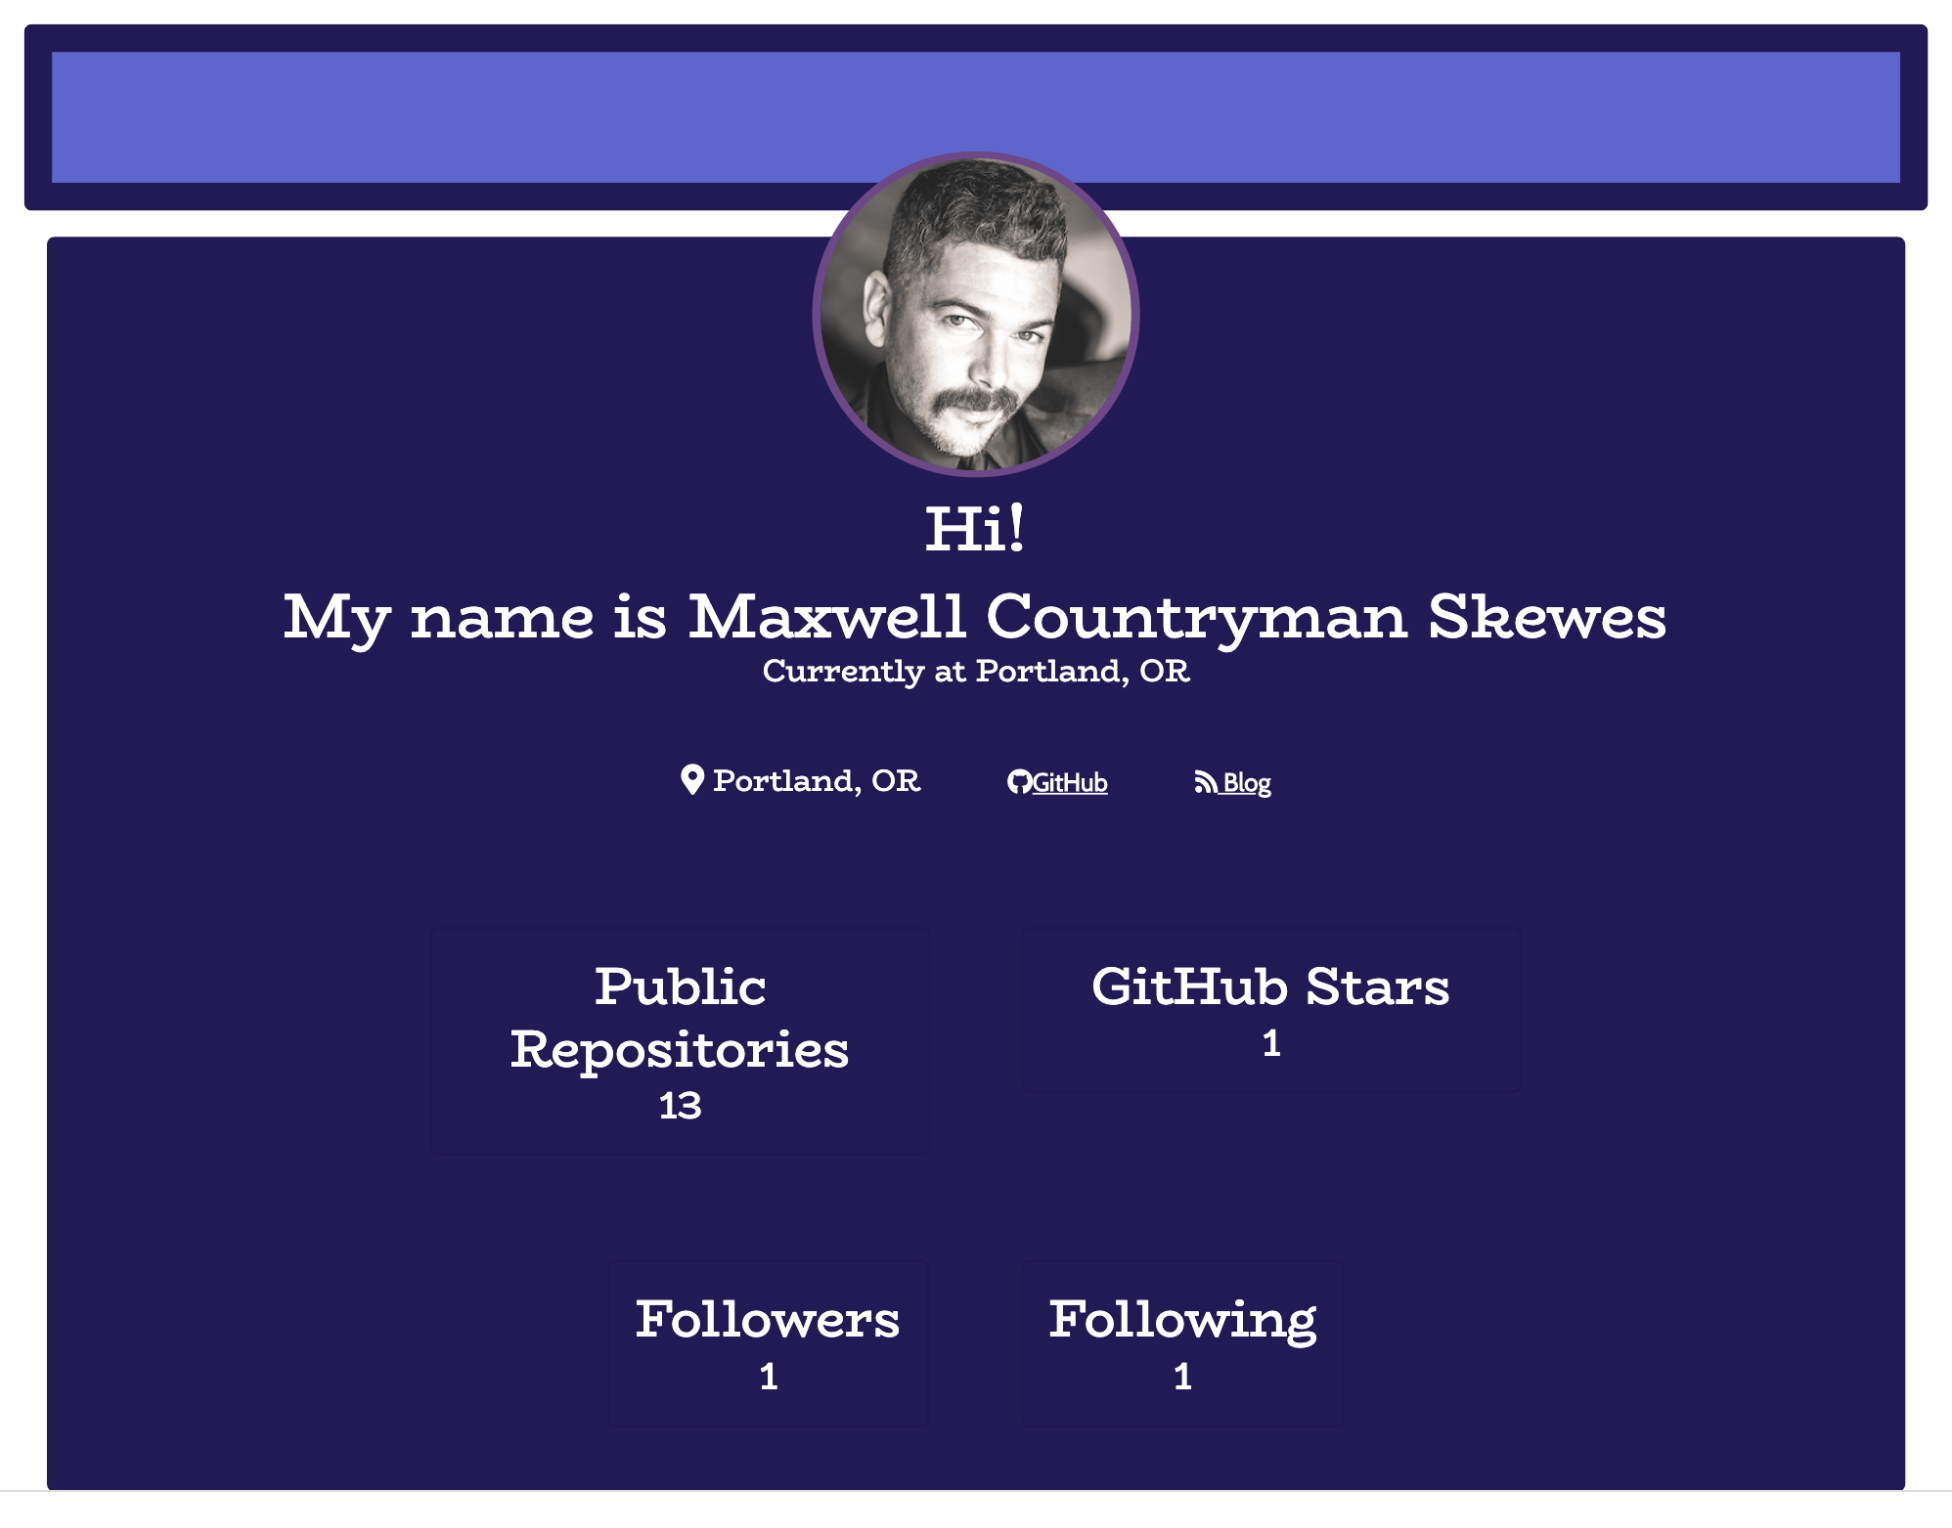 Hi!
My name is Maxwell Countryman Skewes
Currently at Portland, OR
Portland, OR GitHub Blog
Public
Repositories
13
GitHub Stars
1
Followers
1
Following
1